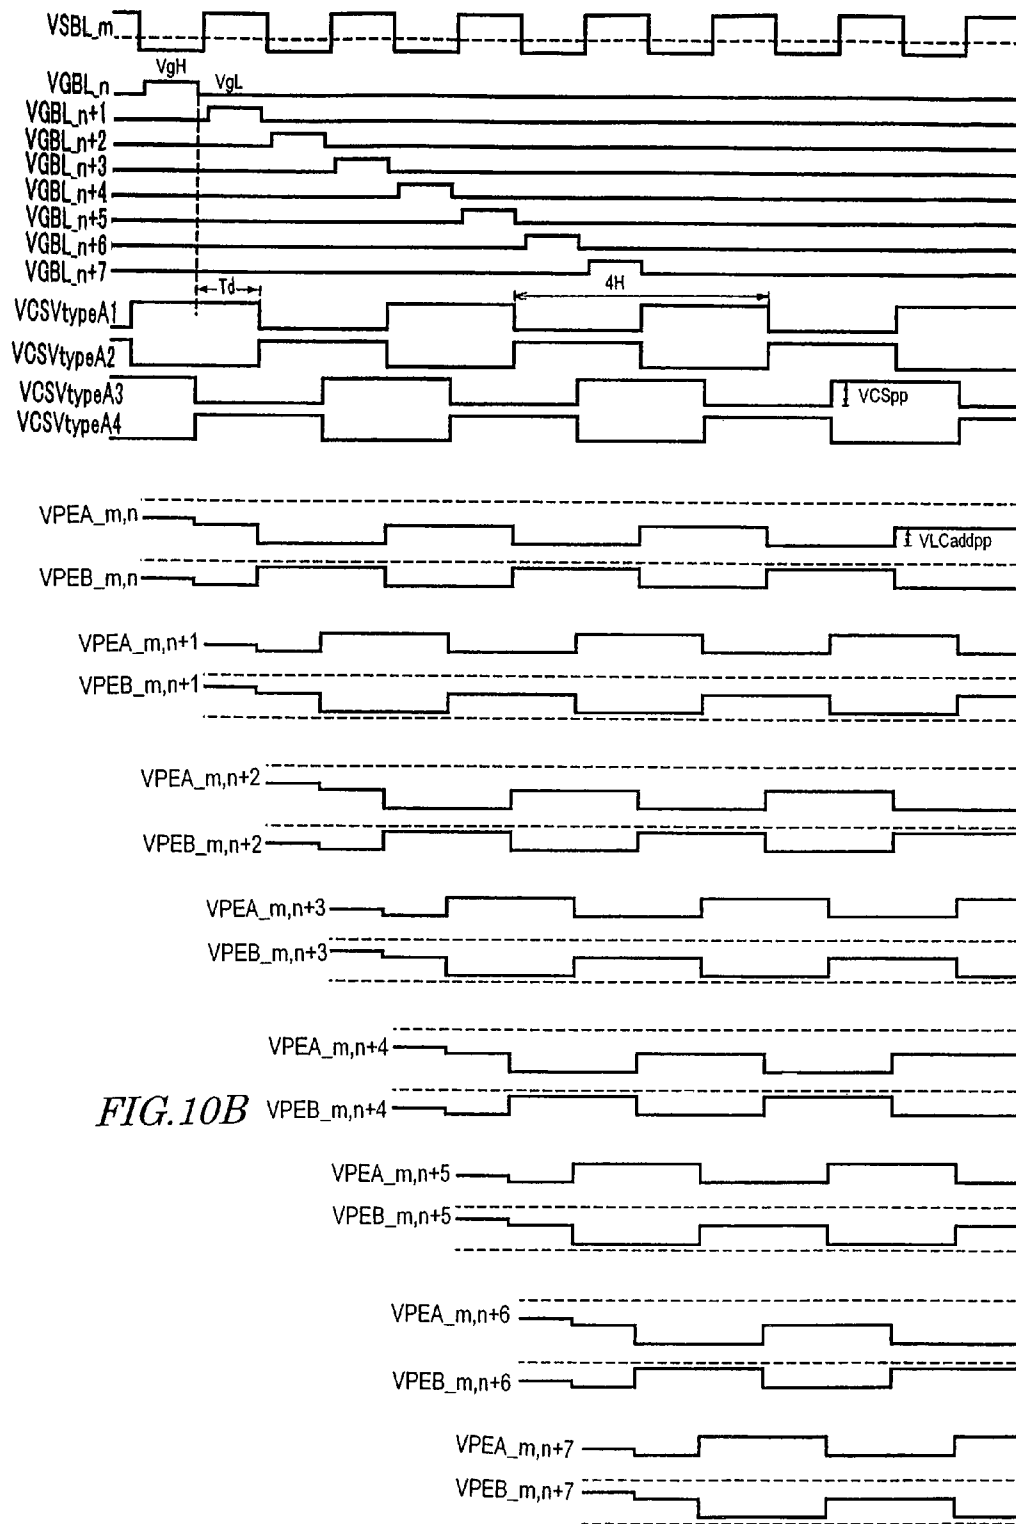 VSBL_m
VgH
VGBL_n
VgL
VGBL_n+1
VGBL_n+2
VGBL_n+3
VGBL_n+4
VGBL_n+5
VGBL_n+6
VGBL_n+7
Td
4H
VCSVtypeA1
VCSVtypeA2
VCSVtypeA3
VCSpp
VCSVtypeA4
VPEA_m,n
VLCaddpp
VPEB_m,n
VPEA_m,n+1
VPEB_m,n+1
VPEA_m,n+2
VPEB_m,n+2
VPEA_m,n+3
VPEB_m,n+3
VPEA_m,n+4
FIG.10B VPEB_m,n+4
VPEA_m,n+5
VPEB_m,n+5
VPEA_m,n+6
VPEB_m,n+6
VPEA_m,n+7
VPEB_m,n+7